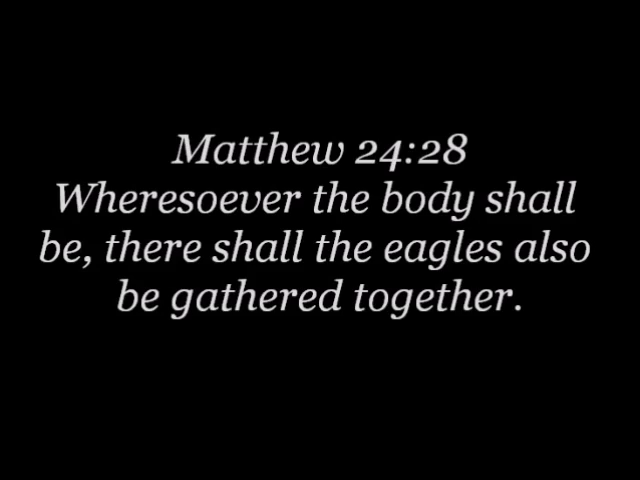 Matthew 24:28
Wheresoever the body shall
be, there shall the eagles also
be gathered together.